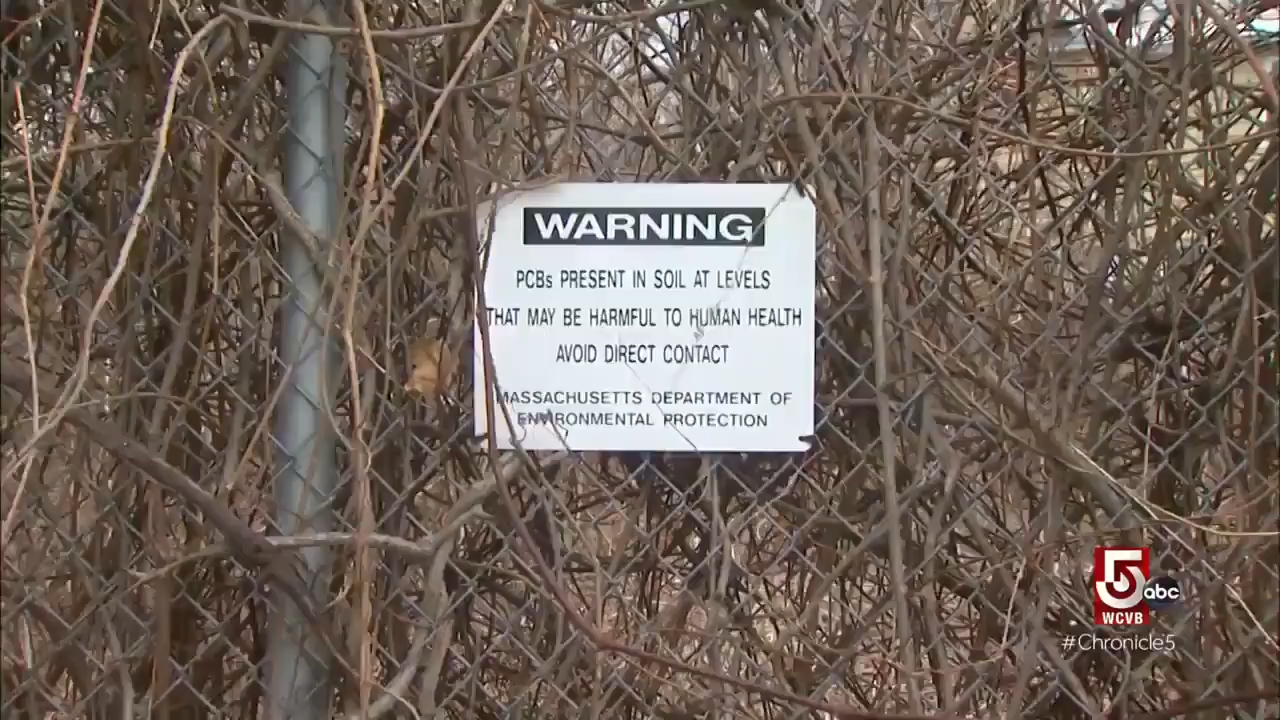 WARNING
PCBs PRESENT IN SOIL AT LEVELS
THAT MAY BE HARMFUL TO HUMAN HEALTH
AVOID DIRECT CONTACT
MASSACHUSETTS DEPARTMENT OF
ENVIRONMENTAL PROTECTION
5
abc
WCVB
#Chronicle5